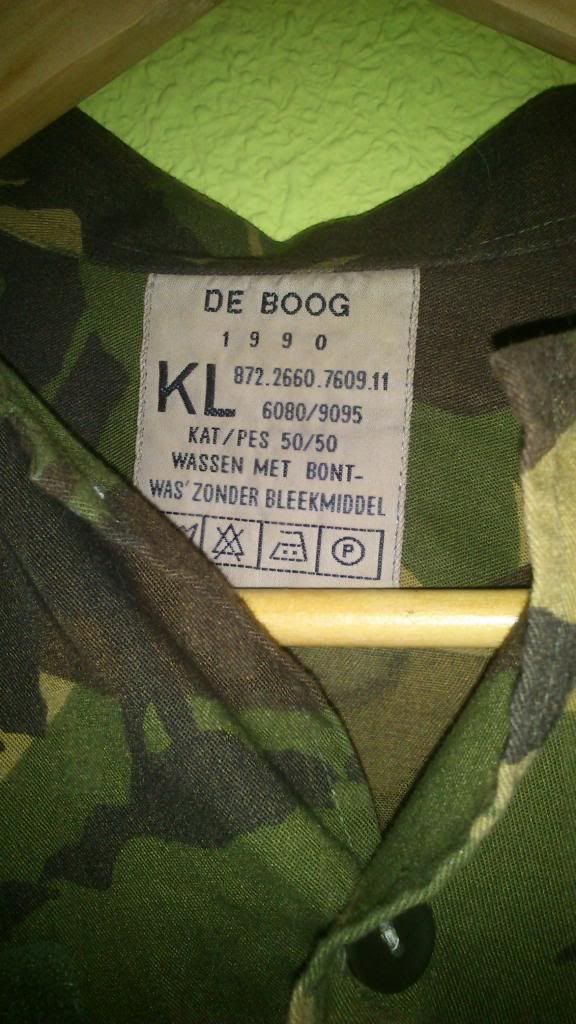 DE BOOG
1990
KL 872.2660.7609.11
6080/9095
KAT/PES 50/50
WASSEN MET BONT-
WAS' ZONDER BLEEKMIDDEL
P